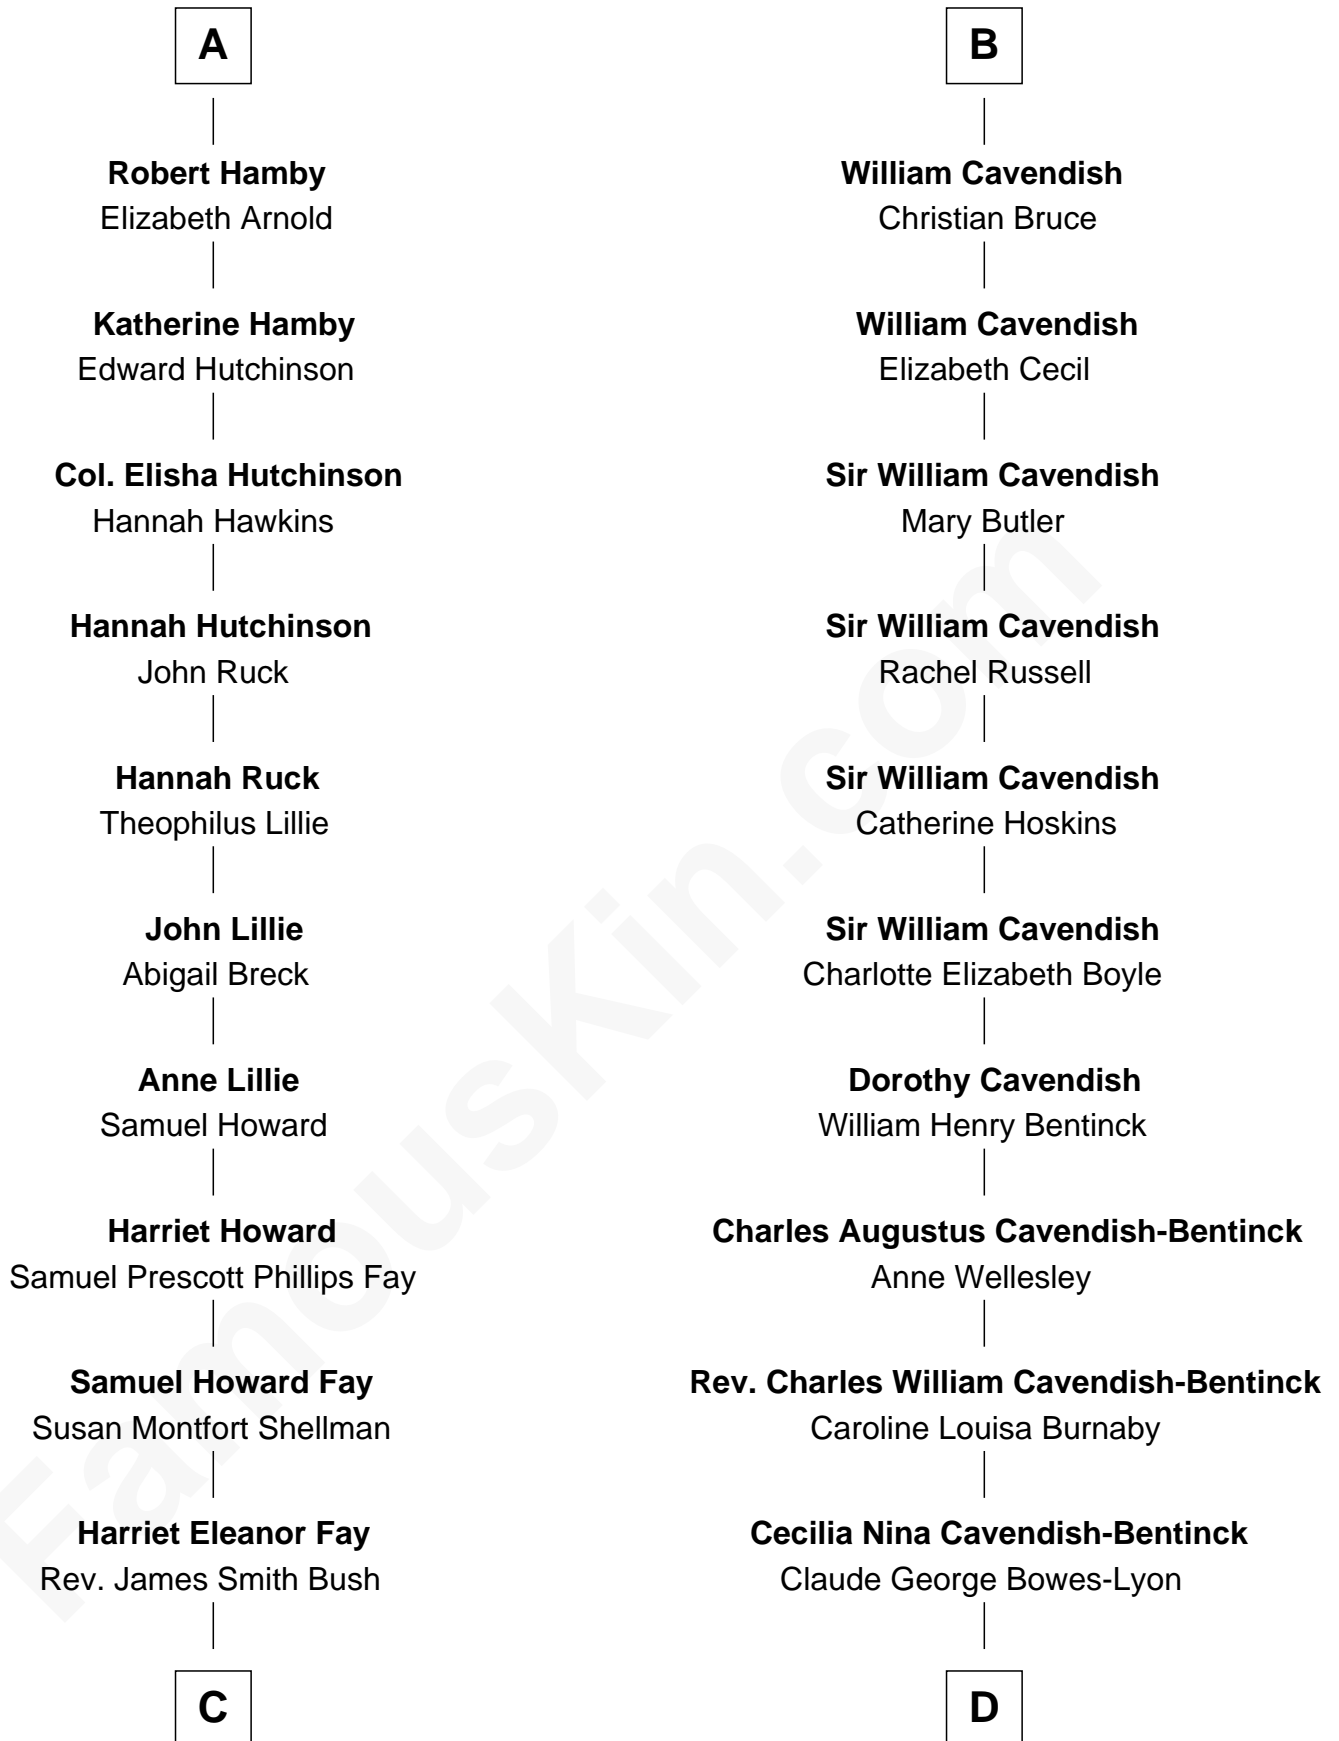 A
Robert Hamby
Elizabeth Arnold
Katherine Hamby
Edward Hutchinson
Col. Elisha Hutchinson
Hannah Hawkins
Hannah Hutchinson
John Ruck
Hannah Ruck
Theophilus Lillie
John Lillie
Abigail Breck
Anne Lillie
Samuel Howard
Harriet Howard
Samuel Prescott Phillips Fay
Samuel Howard Fay
Susan Montfort Shellman
Harriet Eleanor Fay
Rev. James Smith Bush
C
B
William Cavendish
Christian Bruce
William Cavendish
Elizabeth Cecil
Sir William Cavendish
Mary Butler
Sir William Cavendish
Rachel Russell
Sir William Cavendish
Catherine Hoskins
Sir William Cavendish
Charlotte Elizabeth Boyle
Dorothy Cavendish
William Henry Bentinck
Charles Augustus Cavendish-Bentinck
Anne Wellesley
Rev. Charles William Cavendish-Bentinck
Caroline Louisa Burnaby
Cecilia Nina Cavendish-Bentinck
Claude George Bowes-Lyon
D
FamousKin.com